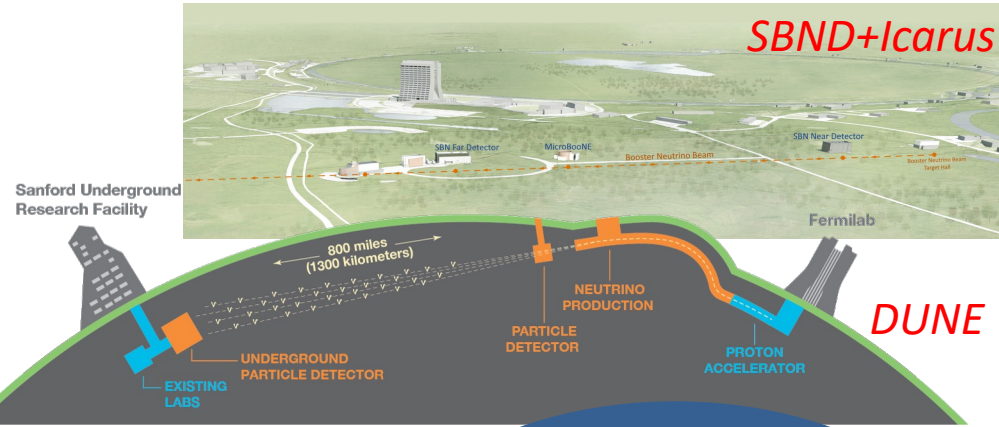 SBND+Icarus
SBN Far Detector
MicroBooNE
Booster Neutrino Beam
SBN Near Detector
Booster Neutrino Beam
Target Hall
Sanford Underground
Research Facility
Fermilab
800 miles
(1300 kilometers)
NEUTRINO
PRODUCTION
PARTICLE
DETECTOR
DUNE
PROTON
ACCELERATOR
UNDERGROUND
PARTICLE DETECTOR
EXISTING
LABS